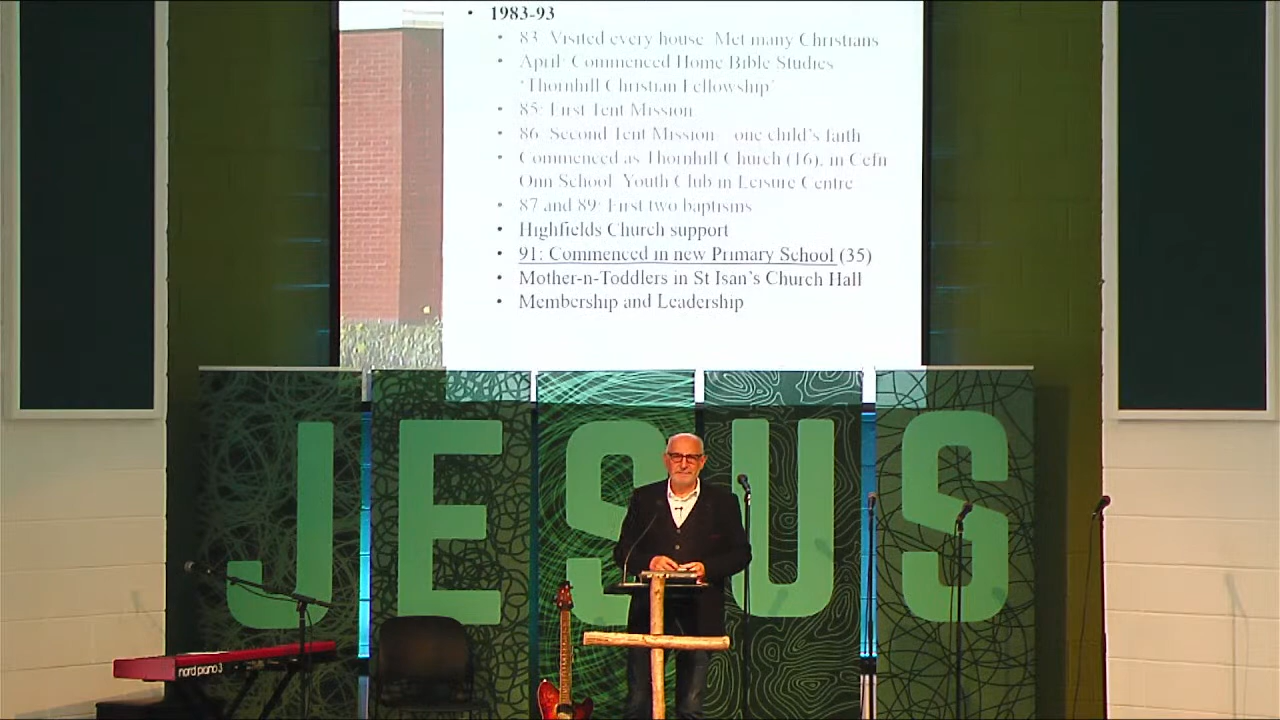 • 1983-93
• 83: Visited every house. Met many Christians
• April: Commenced Home Bible Studies
'Thornhill Christian Fellowship
• 85: First Tent Mission
• 86: Second Tent Mission one child's faith
• Commenced Thornhill Church (16), in Cefn
Onn School. Youth Club in Leisure Centre
• 87 and 89: First two baptisms
• Highfields Church support
• 91: Commenced in new Primary School (35)
• Mother-n-Toddlers in St Isan's Church Hall
• Membership and Leadership
JESUS
nord piano 3